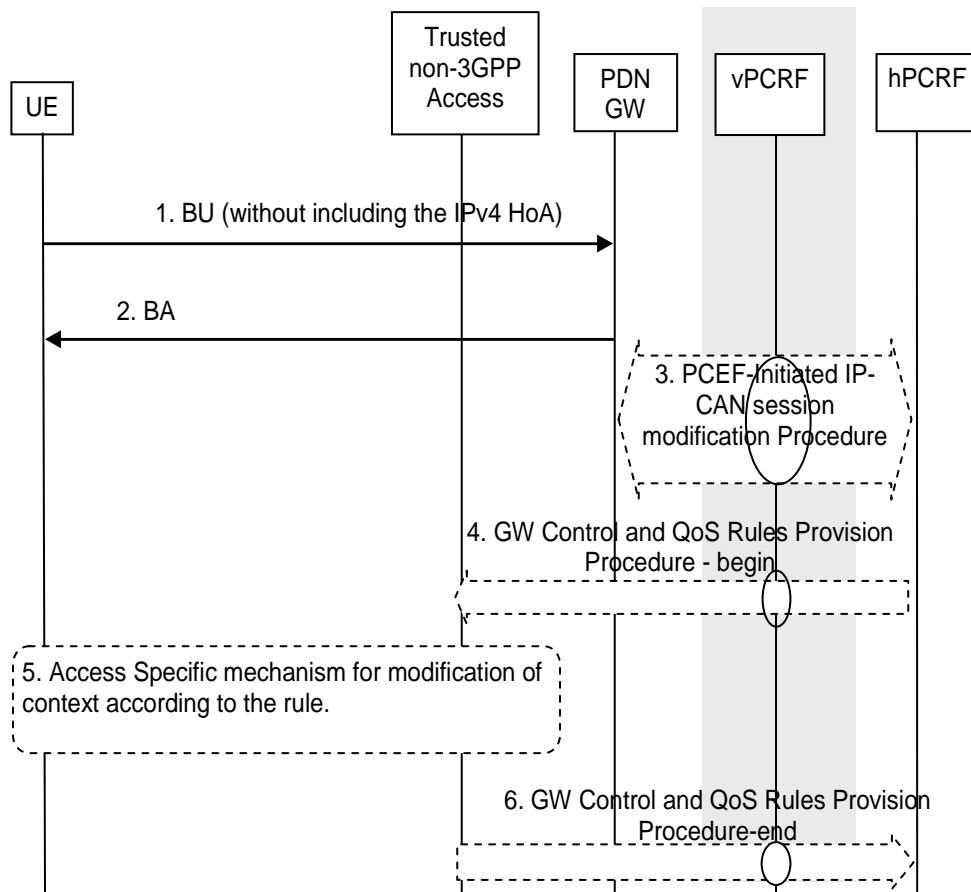 UE
Trusted
non-3GPP
Access
PDN
GW
vPCRF
hPCRF
1. BU (without including the IPv4 HoA)
2. BA
3. PCEF-Initiated IP-
CAN session
modification Procedure
4. GW Control and QoS Rules Provision
Procedure - begin
5. Access Specific mechanism for modification of
context according to the rule.
6. GW Control and QoS Rules Provision
Procedure-end